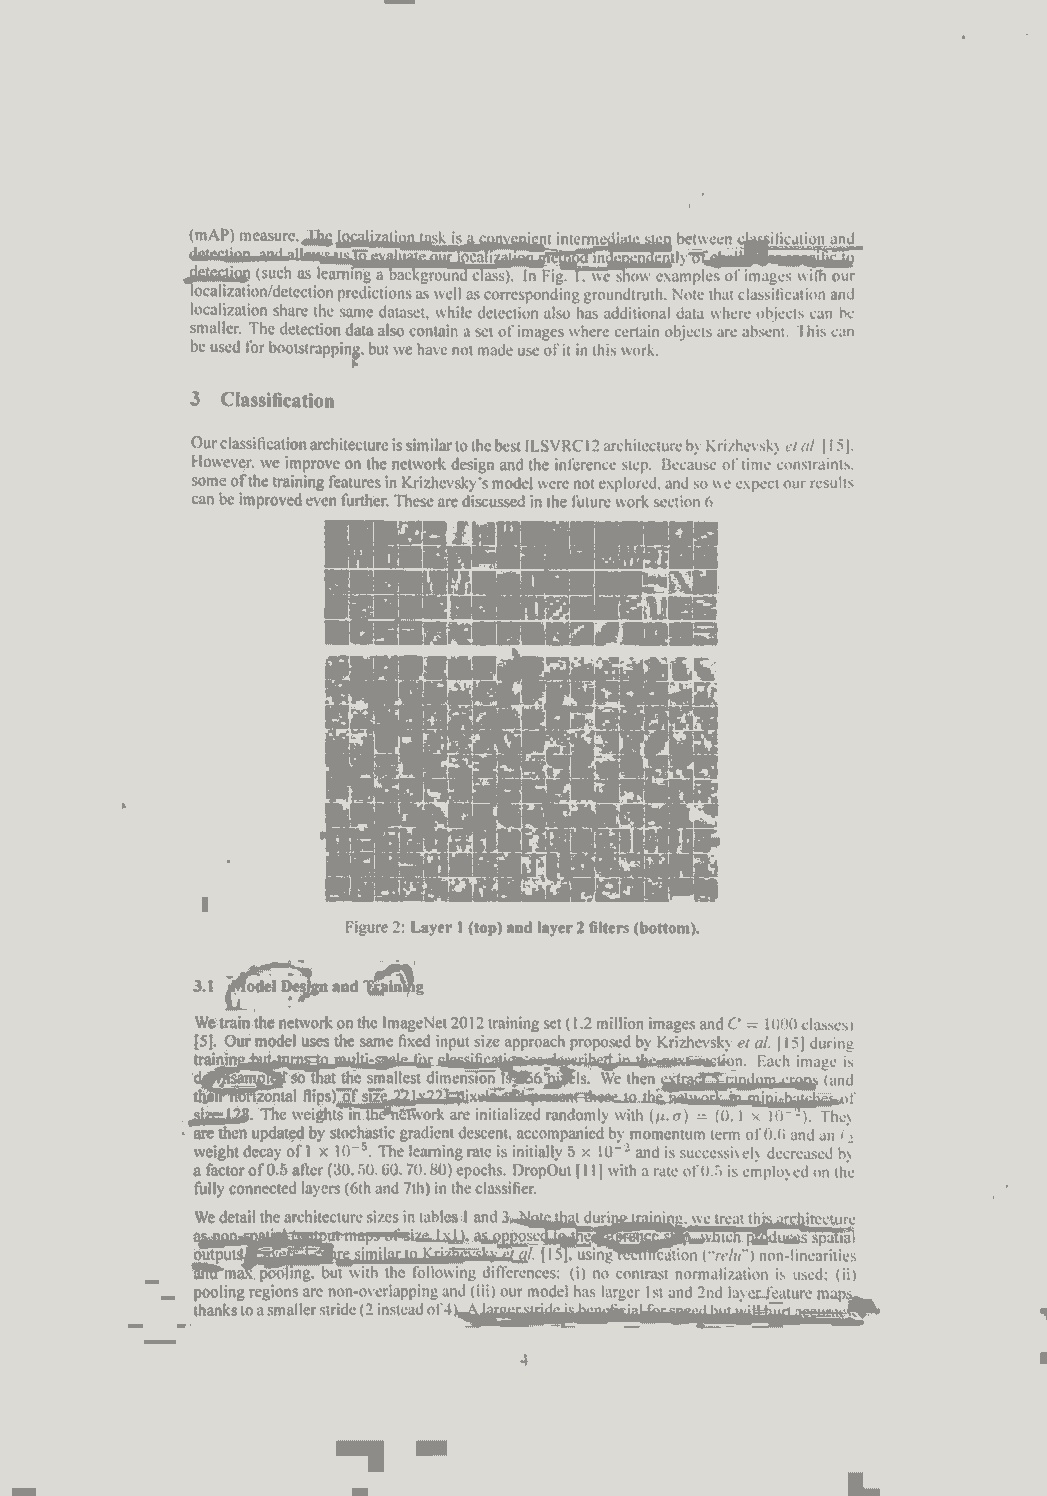 (mAP) measure. The localization task is a convenient intermediate step between classification and
detection, and allows us to evaluate our localization method independently of
detection (such as learning a background class). In Fig. 1, we show examples of images with our
localization/detection predictions as well as corresponding groundtruth. Note that classification and
localization share the same dataset, while detection also has additional data where objects can be
smaller. The detection data also contain a set of images where certain objects are absent. This can
be used for bootstrapping, but we have not made use of it in this work.
3 Classification
Our classification architecture is similar to the best ILSVRC12 architecture by Krizhevsky et al. [15].
However, we improve on the network design and the inference step. Because of time constraints,
some of the training features in Krizhevsky's model were not explored, and so we expect our results
can be improved even further. These are discussed in the future work section 6
Figure 2: Layer 1 (top) and layer 2 filters (bottom).
3.1 Model Design and Training
We train the network on the ImageNet 2012 training set (1.2 million images and C = 1000 classes)
[5]. Our model uses the same fixed input size approach proposed by Krizhevsky et al. [15] during
training but turns to multi-scale for classification as described in the next section. Each image is
downsampled so that the smallest dimension is 256 pixels. We then extract 5 random crops (and
their horizontal flips) of size 221x221 pixels and present these to the network in mini-batches of
size 128. The weights in the network are initialized randomly with (μ, σ) = (0, 1 × 10⁻²). They
are then updated by stochastic gradient descent, accompanied by momentum term of 0.6 and an ℓ₂
weight decay of 1 × 10⁻⁵. The learning rate is initially 5 × 10⁻² and is successively decreased by
a factor of 0.5 after (30, 50, 60, 70, 80) epochs. DropOut [11] with a rate of 0.5 is employed on the
fully connected layers (6th and 7th) in the classifier.
We detail the architecture sizes in tables 1 and 3. Note that during training, we treat this architecture
as non-spatial (output maps of size 1x1), as opposed to the inference step, which produces spatial
outputs. are similar to Krizhevsky et al. [15], using rectification ("relu") non-linearities
and max pooling, but with the following differences: (i) no contrast normalization is used; (ii)
pooling regions are non-overlapping and (iii) our model has larger 1st and 2nd layer feature maps,
thanks to a smaller stride (2 instead of 4). A larger stride is beneficial for speed but will hurt accuracy
4